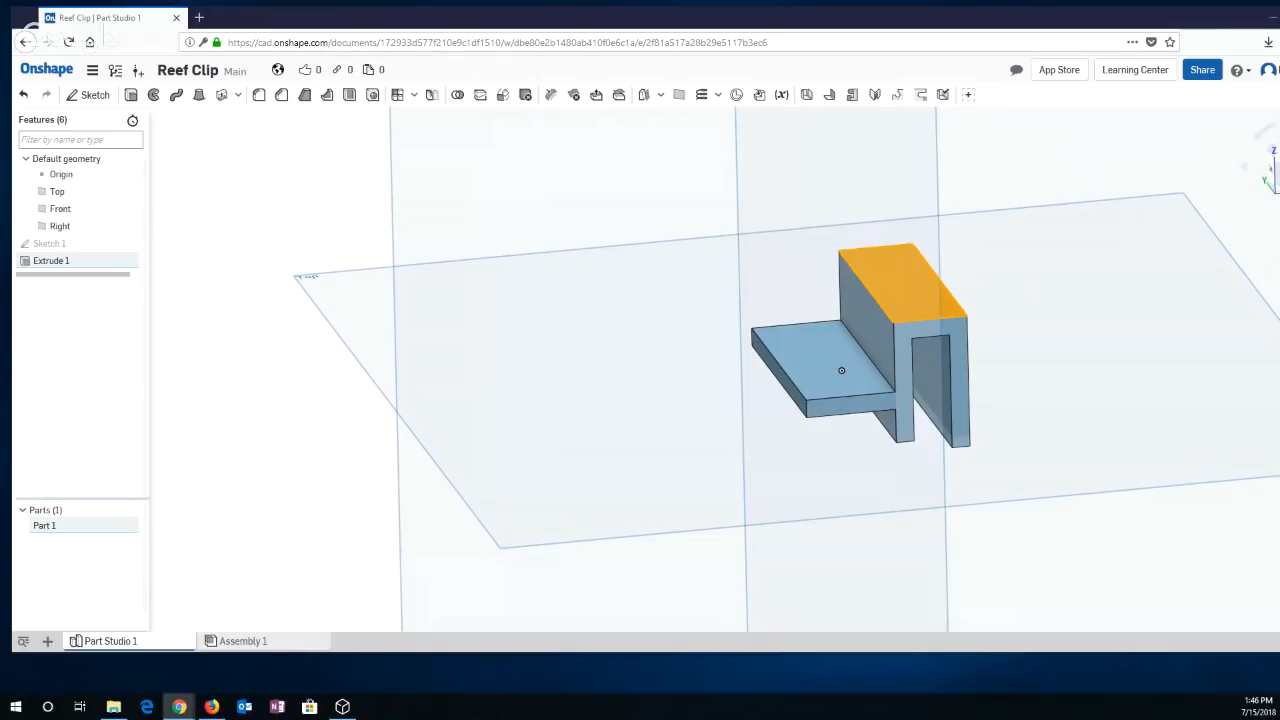 Reef Clip | Part Studio 1
https://cad.onshape.com/documents/172933d577f210e9c1df1510/w/dbe80e2b1480ab410f0e6c1a/e/2f81a517a28b29e5117b3ec6
Onshape
Reef Clip Main
0 0 0
App Store
Learning Center
Share
Sketch
(x)
Features (6)
Filter by name or type
Default geometry
Origin
Top
Front
Right
Sketch 1
Extrude 1
Top
Z
Y
Parts (1)
Part 1
Part Studio 1
Assembly 1
1:46 PM
7/15/2018